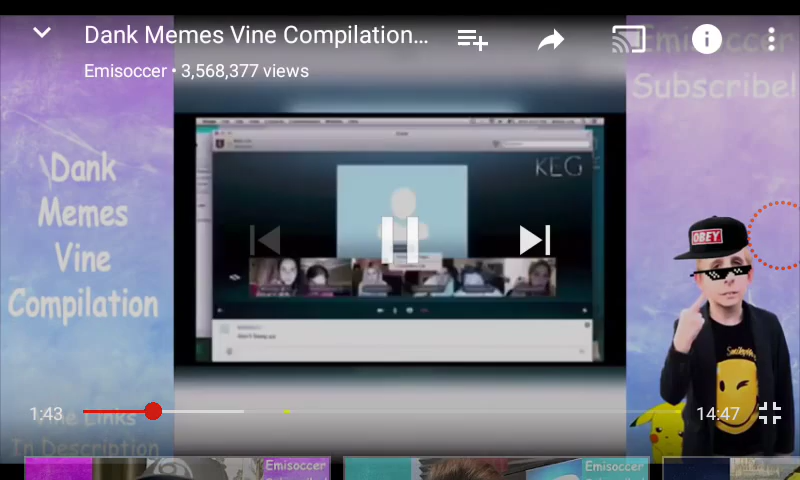 Dank Memes Vine Compilation...
Emisoccer • 3,568,377 views
Emisoccer
Subscribe!
Dank
Memes
Vine
Compilation
KEG
OBEY
1:43
14:47
Links
In Description
Emisoccer
Emisoccer